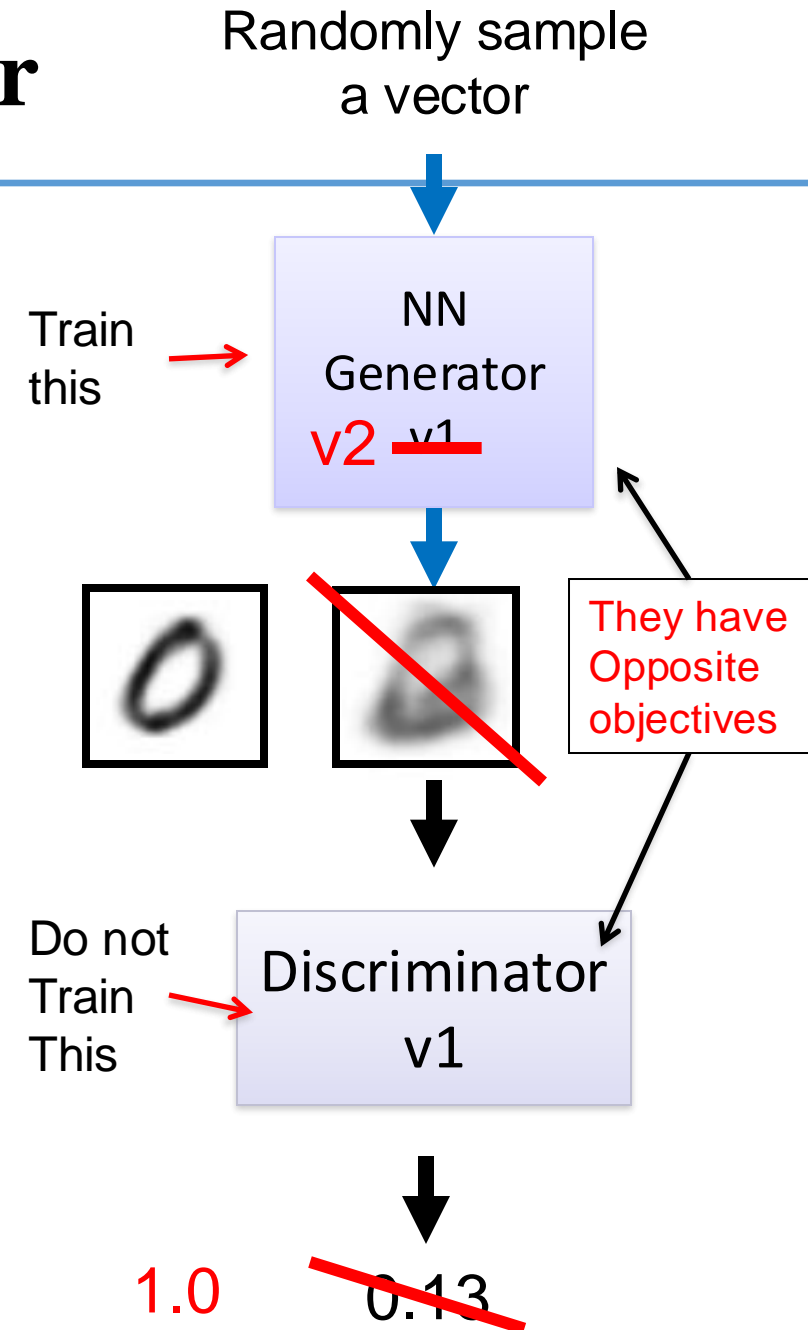 r
Randomly sample
a vector
NN
Generator
v2 v1
Train
this
They have
Opposite
objectives
Do not
Train
This
Discriminator
v1
1.0
0.13